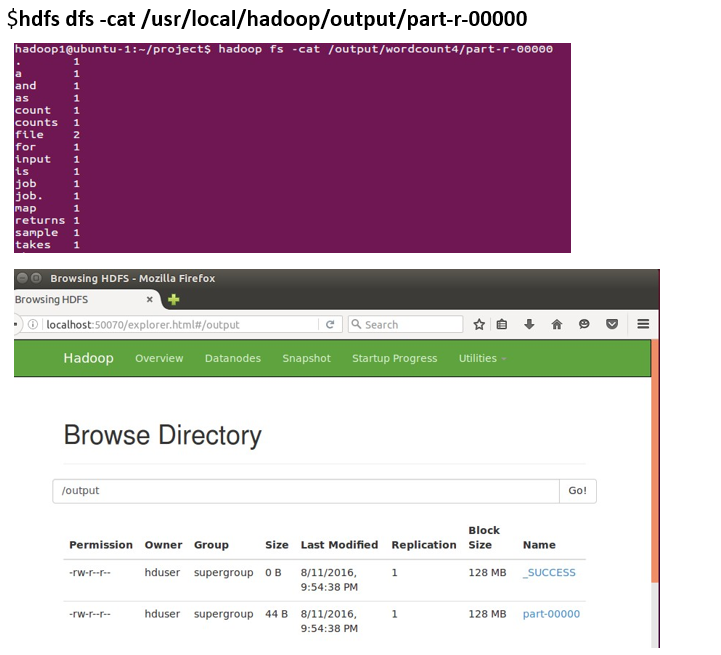 $hdfs dfs -cat /usr/local/hadoop/output/part-r-00000
hadoop1@ubuntu-1:~/project$ hadoop fs -cat /output/wordcount4/part-r-00000
. 1
a 1
and 1
as 1
count 1
counts 1
file 2
for 1
input 1
is 1
job 1
job. 1
map 1
returns 1
sample 1
takes 1
Browsing HDFS - Mozilla Firefox
Browsing HDFS
localhost:50070/explorer.html#/output
Search
Hadoop Overview Datanodes Snapshot Startup Progress Utilities
Browse Directory
/output Go!
Permission Owner Group Size Last Modified Replication Block Size Name
-rw-r--r-- hduser supergroup 0 B 8/11/2016, 9:54:38 PM 1 128 MB _SUCCESS
-rw-r--r-- hduser supergroup 44 B 8/11/2016, 9:54:38 PM 1 128 MB part-00000